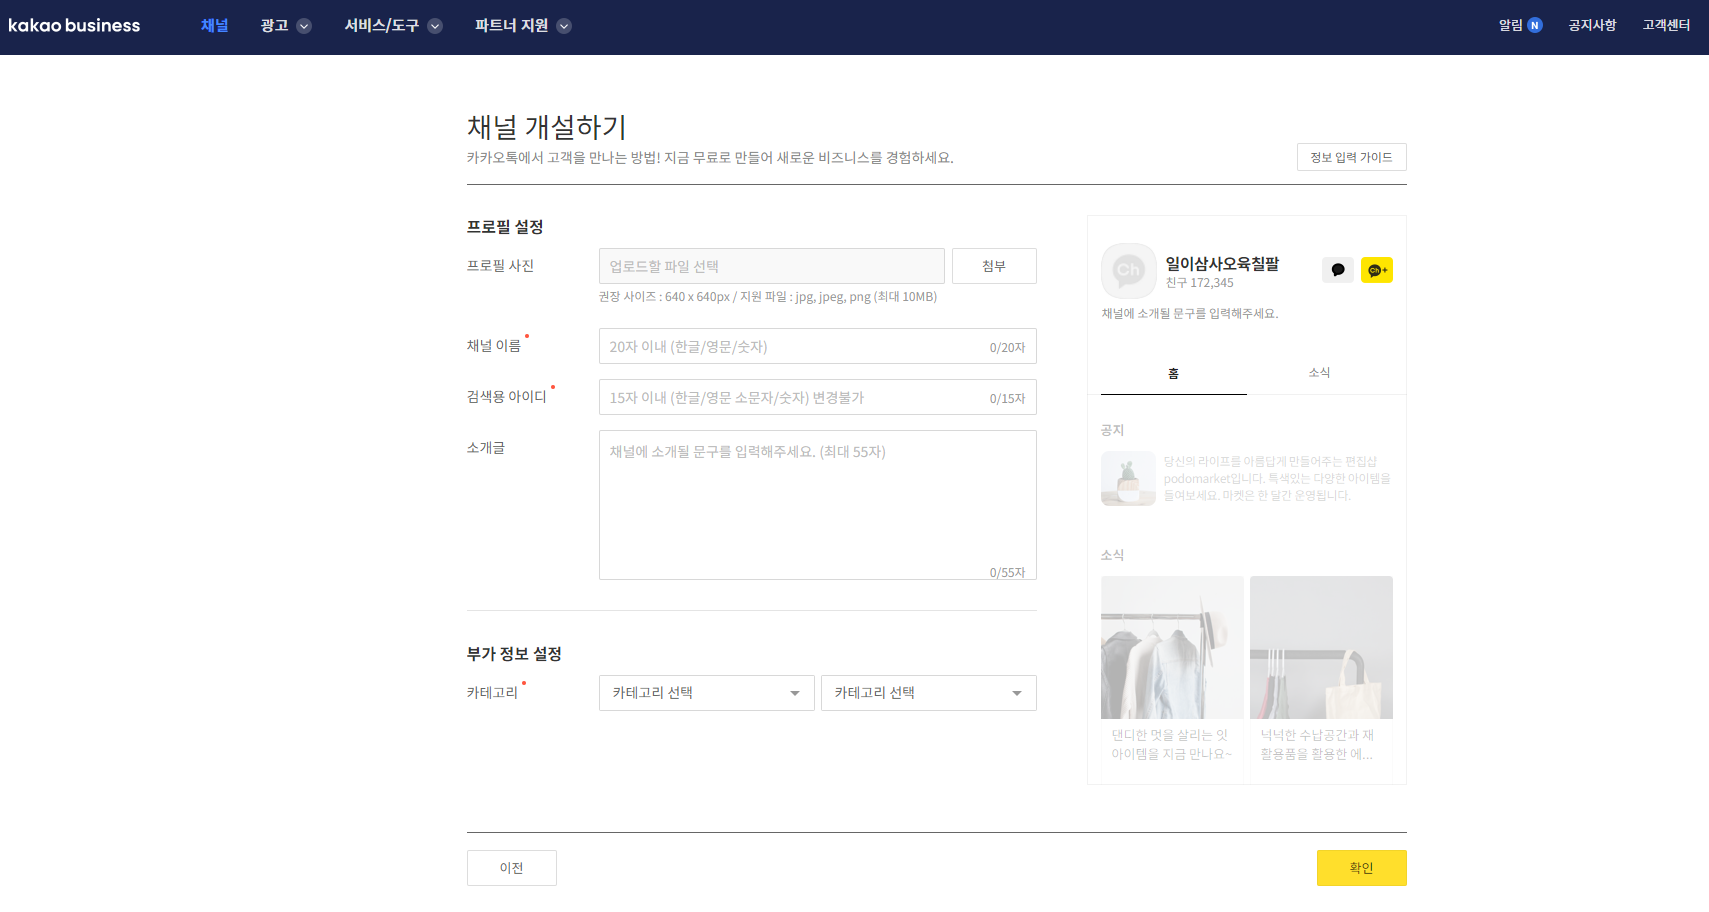 kakao business
채널
광고
서비스/도구
파트너 지원
알림 N
공지사항
고객센터
채널 개설하기
카카오톡에서 고객을 만나는 방법! 지금 무료로 만들어 새로운 비즈니스를 경험하세요.
정보 입력 가이드
프로필 설정
프로필 사진
업로드할 파일 선택
첨부
권장 사이즈 : 640 x 640px / 지원 파일 : jpg, jpeg, png (최대 10MB)
채널 이름
20자 이내 (한글/영문/숫자)
0/20자
검색용 아이디
15자 이내 (한글/영문 소문자/숫자) 변경불가
0/15자
소개글
채널에 소개될 문구를 입력해주세요. (최대 55자)
0/55자
부가 정보 설정
카테고리
카테고리 선택
카테고리 선택
Ch
일이삼사오육칠팔
친구 172,345
Ch+
채널에 소개될 문구를 입력해주세요.
홈
소식
공지
당신의 라이프를 아름답게 만들어주는 편집샵
podomarket입니다. 특색있는 다양한 아이템을
들여보세요. 마켓은 한 달간 운영됩니다.
소식
댄디한 멋을 살리는 잇
아이템을 지금 만나요~
넉넉한 수납공간과 재
활용품을 활용한 에...
이전
확인